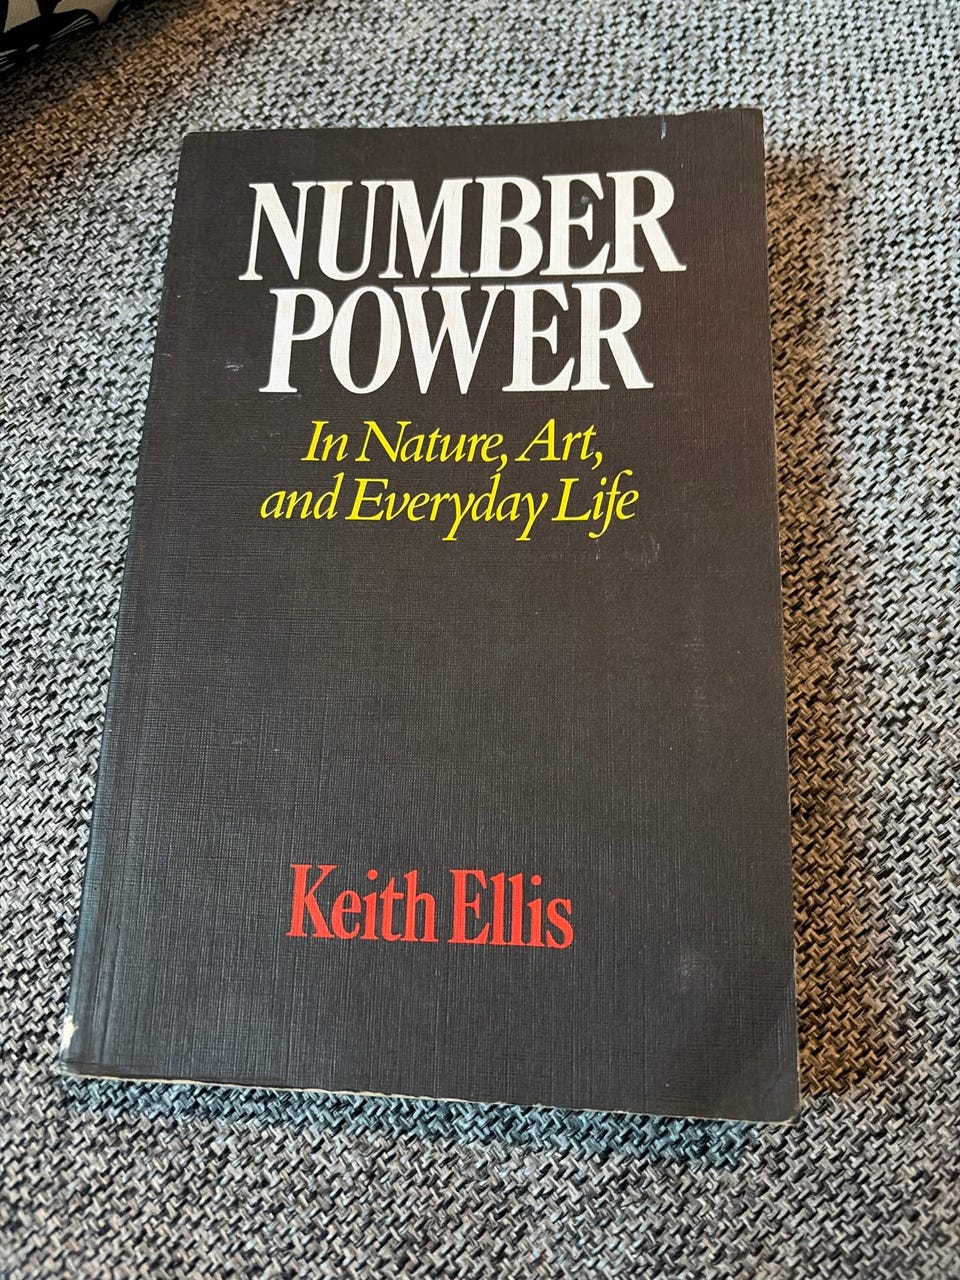 NUMBER
POWER
In Nature, Art,
and Everyday Life
Keith Ellis